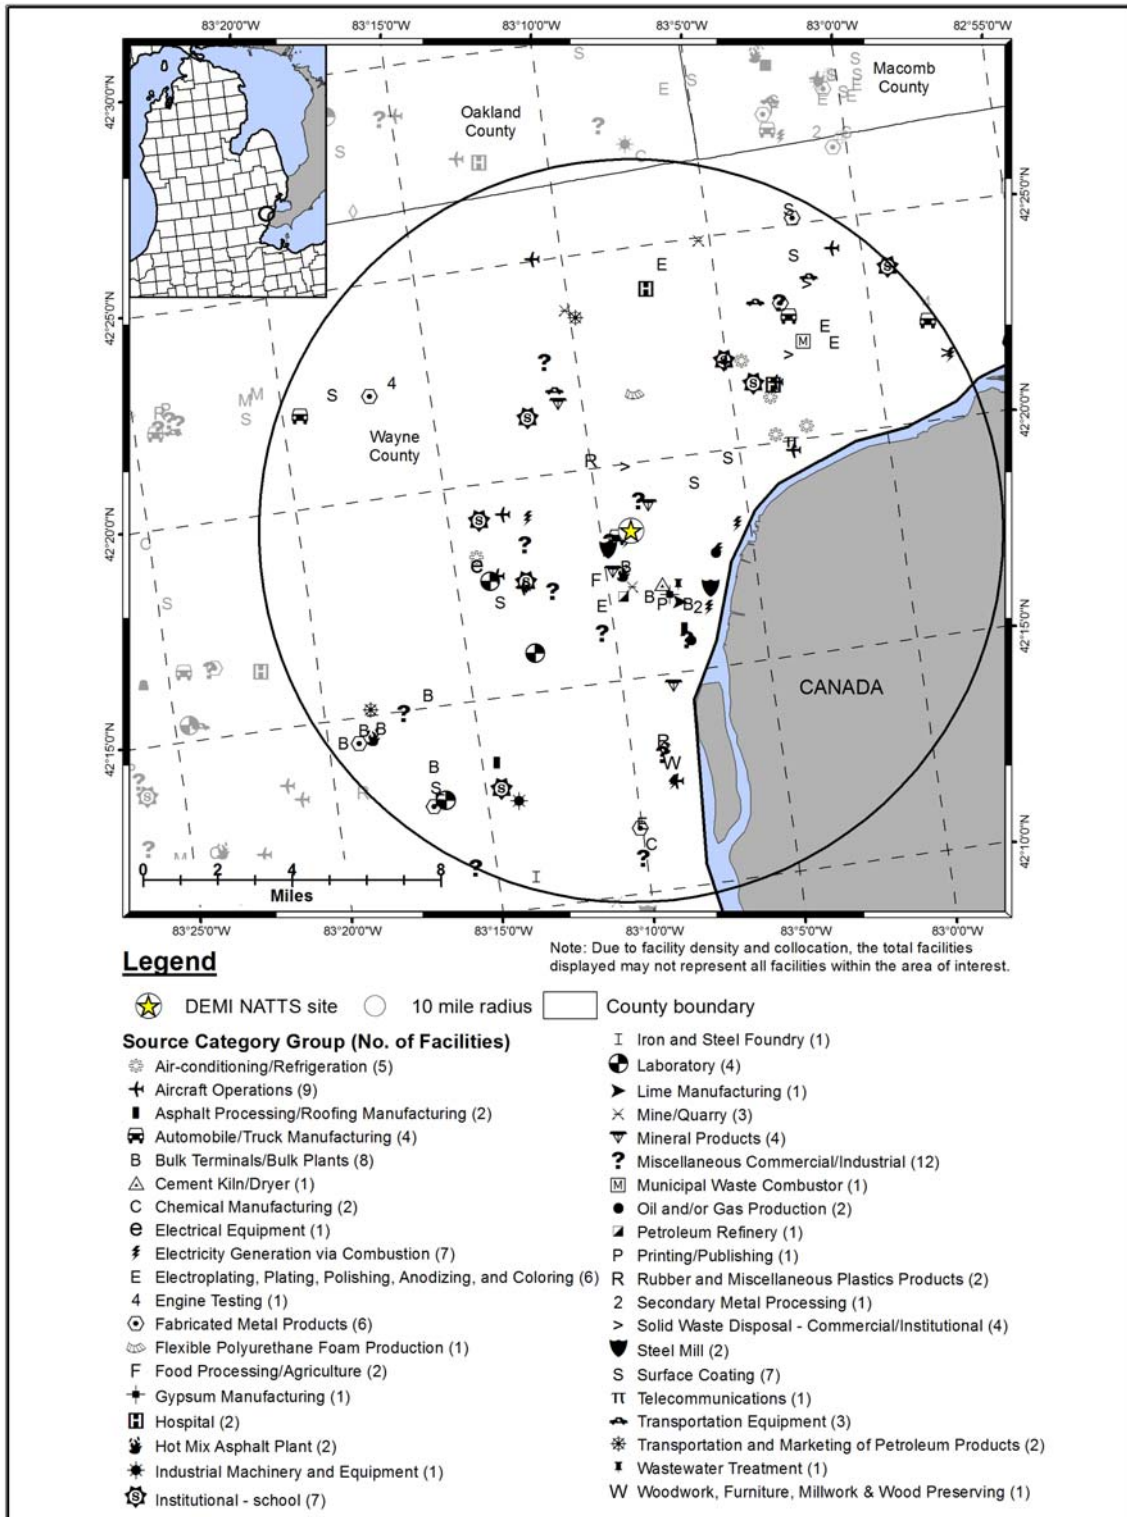 83°20'0"W 83°15'0"W 83°10'0"W 83°5'0"W 83°0'0"W 82°55'0"W
Macomb
County
Oakland
County
42°30'0"N
42°25'0"N
42°25'0"N
42°20'0"N
Wayne
County
42°20'0"N
42°15'0"N
CANADA
42°15'0"N
42°10'0"N
0 2 4 6 8
Miles
83°25'0"W 83°20'0"W 83°15'0"W 83°10'0"W 83°5'0"W 83°0'0"W
Note: Due to facility density and collocation, the total facilities
displayed may not represent all facilities within the area of interest.
Legend
DEMI NATTS site 10 mile radius County boundary
Source Category Group (No. of Facilities)
Air-conditioning/Refrigeration (5)
Aircraft Operations (9)
Asphalt Processing/Roofing Manufacturing (2)
Automobile/Truck Manufacturing (4)
B Bulk Terminals/Bulk Plants (8)
Cement Kiln/Dryer (1)
C Chemical Manufacturing (2)
e Electrical Equipment (1)
Electricity Generation via Combustion (7)
E Electroplating, Plating, Polishing, Anodizing, and Coloring (6)
4 Engine Testing (1)
Fabricated Metal Products (6)
Flexible Polyurethane Foam Production (1)
F Food Processing/Agriculture (2)
Gypsum Manufacturing (1)
H Hospital (2)
Hot Mix Asphalt Plant (2)
Industrial Machinery and Equipment (1)
S Institutional - school (7)
I Iron and Steel Foundry (1)
Laboratory (4)
Lime Manufacturing (1)
Mine/Quarry (3)
Mineral Products (4)
? Miscellaneous Commercial/Industrial (12)
M Municipal Waste Combustor (1)
Oil and/or Gas Production (2)
Petroleum Refinery (1)
P Printing/Publishing (1)
R Rubber and Miscellaneous Plastics Products (2)
2 Secondary Metal Processing (1)
> Solid Waste Disposal - Commercial/Institutional (4)
Steel Mill (2)
S Surface Coating (7)
π Telecommunications (1)
Transportation Equipment (3)
Transportation and Marketing of Petroleum Products (2)
Wastewater Treatment (1)
W Woodwork, Furniture, Millwork & Wood Preserving (1)